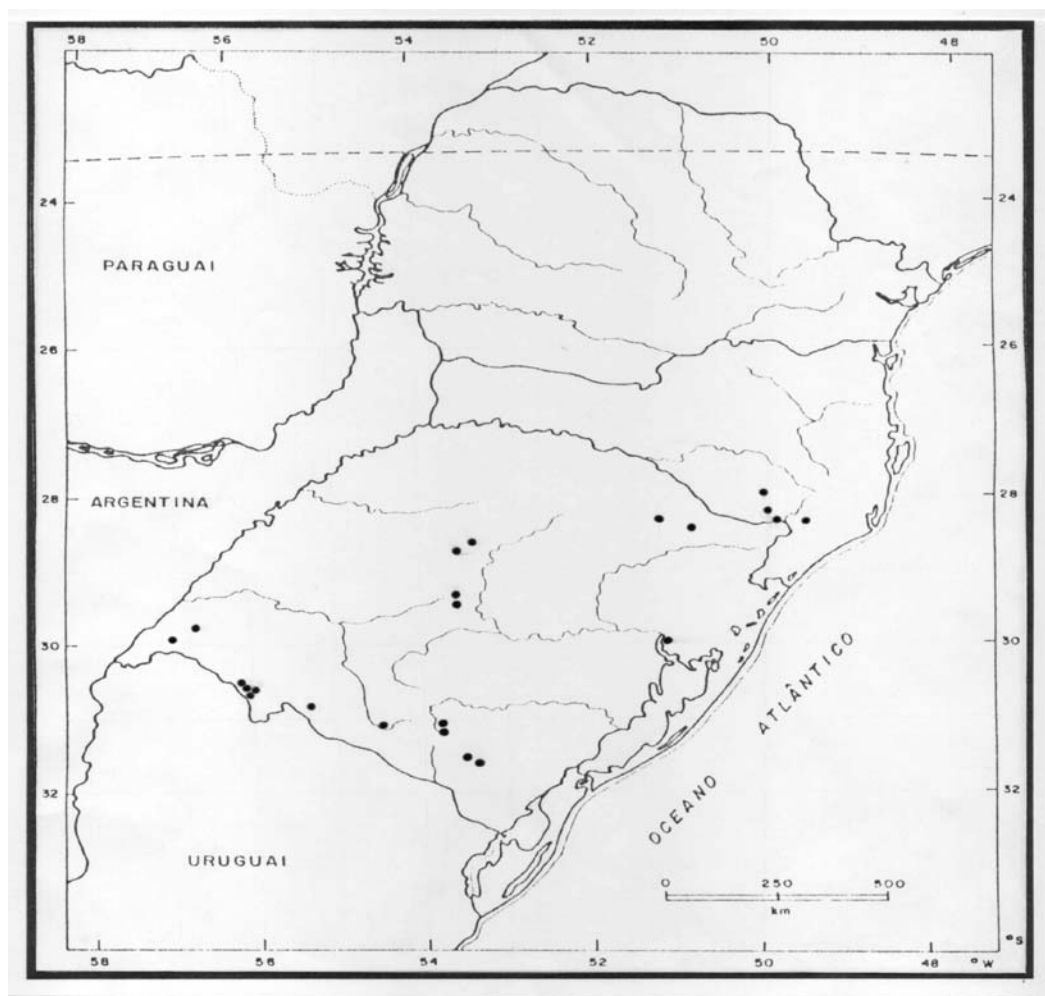 58 56 54 52 50 48
24
24
PARAGUAI
26
26
28
28
ARGENTINA
30
30
OCEANO ATLÂNTICO
32
32
URUGUAI
0 250 500
km
°S
58 56 54 52 50 48 °W